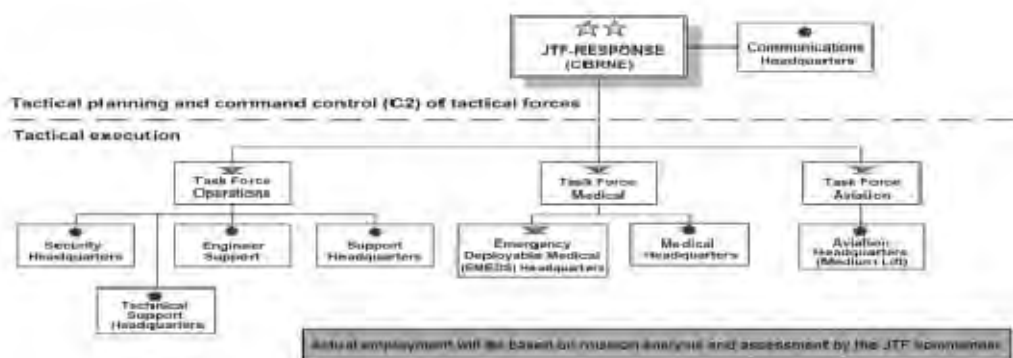 JTF-RESPONSE
(CBRNE)
Communications
Headquarters
Tactical planning and command control (C2) of tactical forces
Tactical execution
Task Force
Operations
Task Force
Medical
Task Force
Aviation
Security
Headquarters
Engineer
Support
Support
Headquarters
Emergency
Deployable Medical
(EMEDS) Headquarters
Medical
Headquarters
Aviation
Headquarters
(Medium Lift)
Technical
Support
Headquarters
Actual employment will be based on mission analysis and assessment by the JTF commander